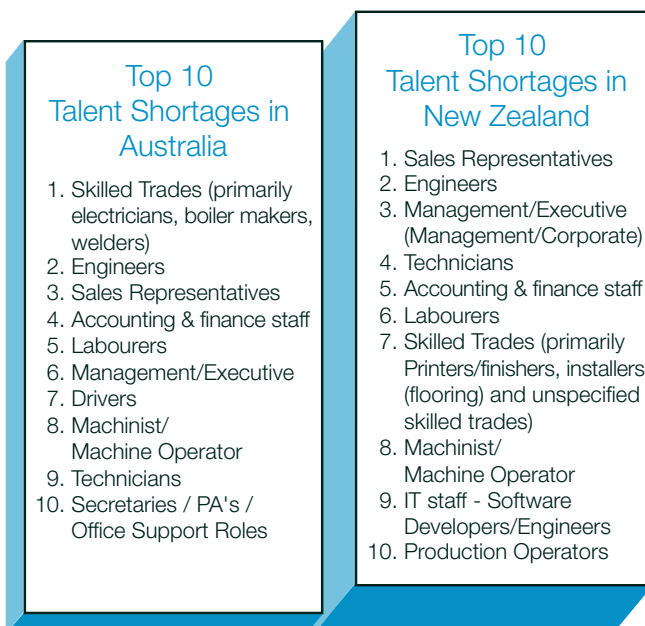 Top 10
Talent Shortages in
Australia
1. Skilled Trades (primarily
electricians, boiler makers,
welders)
2. Engineers
3. Sales Representatives
4. Accounting & finance staff
5. Labourers
6. Management/Executive
7. Drivers
8. Machinist/
Machine Operator
9. Technicians
10. Secretaries / PA's /
Office Support Roles
Top 10
Talent Shortages in
New Zealand
1. Sales Representatives
2. Engineers
3. Management/Executive
(Management/Corporate)
4. Technicians
5. Accounting & finance staff
6. Labourers
7. Skilled Trades (primarily
Printers/finishers, installers
(flooring) and unspecified
skilled trades)
8. Machinist/
Machine Operator
9. IT staff - Software
Developers/Engineers
10. Production Operators